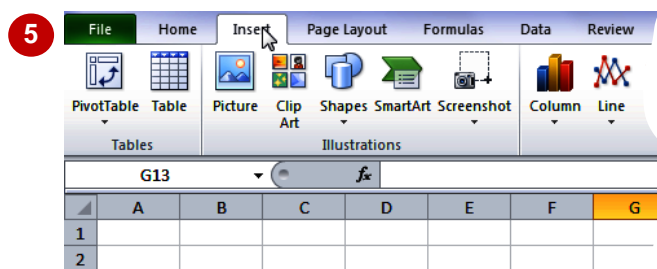 5
File Home Insert Page Layout Formulas Data Review
PivotTable Table Picture Clip Art Shapes SmartArt Screenshot Column Line
Tables Illustrations
G13 fx
A B C D E F G
1
2